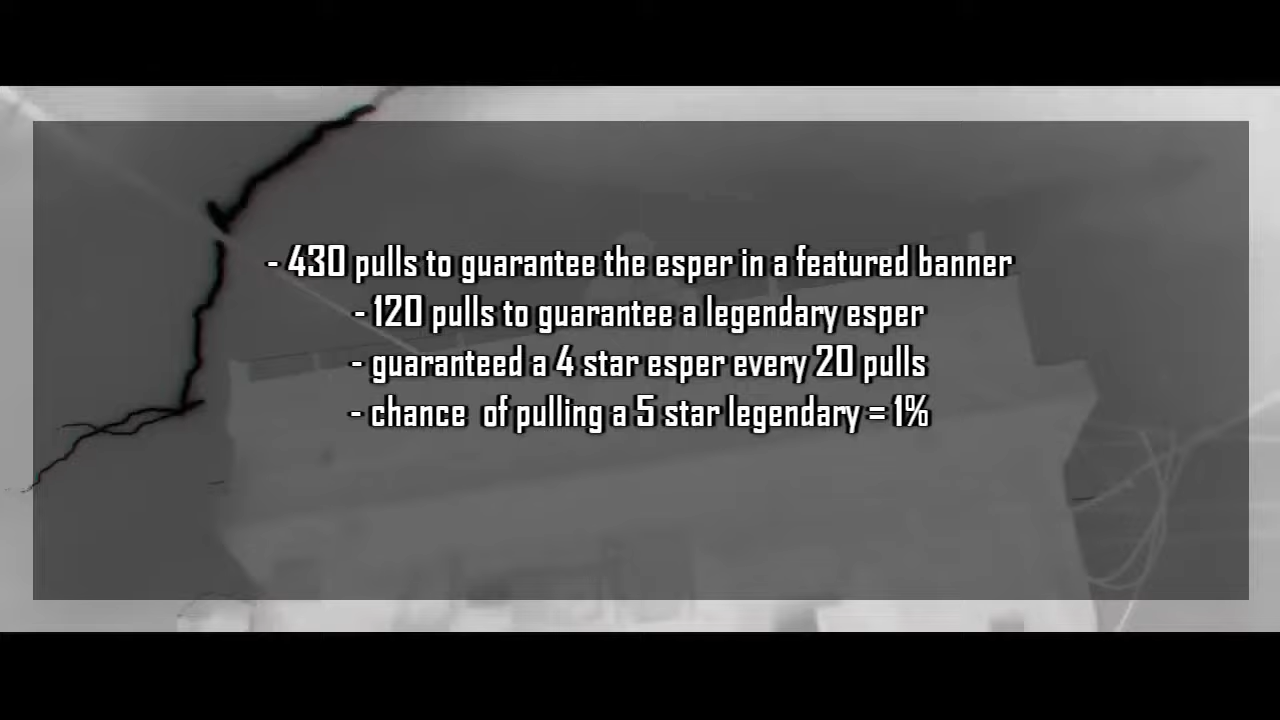 - 430 pulls to guarantee the esper in a featured banner
- 120 pulls to guarantee a legendary esper
- guaranteed a 4 star esper every 20 pulls
- chance  of pulling a 5 star legendary = 1%